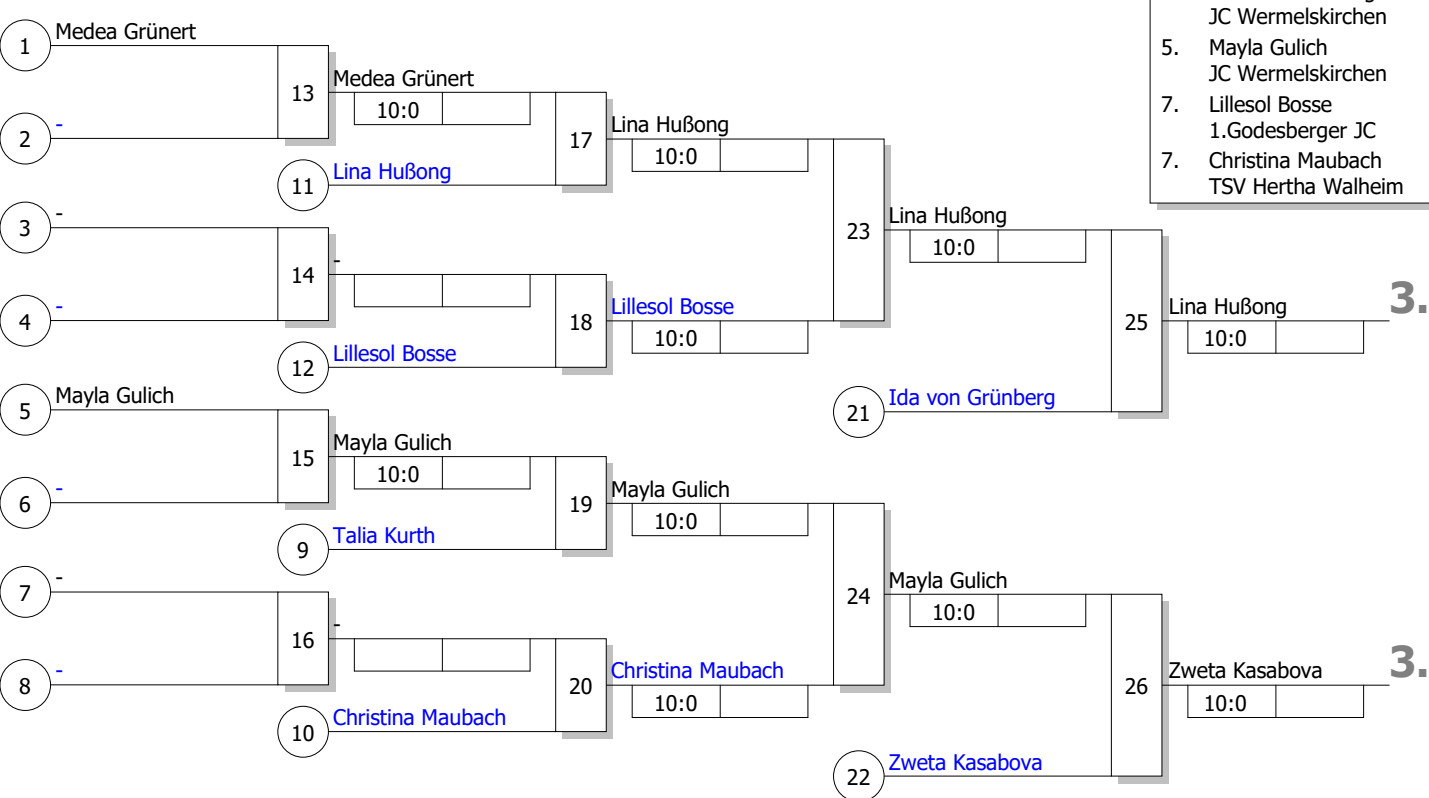 JC Wermelskirchen
5. Mayla Gulich
JC Wermelskirchen
7. Lillesol Bosse
1.Godesberger JC
7. Christina Maubach
TSV Hertha Walheim
1 Medea Grünert
13 Medea Grünert
10:0
2 -
17 Lina Hußong
10:0
11 Lina Hußong
3 -
23 Lina Hußong
10:0
14 -
4 -
18 Lillesol Bosse
10:0
12 Lillesol Bosse
25 Lina Hußong 3.
10:0
5 Mayla Gulich
21 Ida von Grünberg
15 Mayla Gulich
10:0
6 -
19 Mayla Gulich
10:0
9 Talia Kurth
7 -
24 Mayla Gulich
10:0
16 -
8 -
20 Christina Maubach
10:0
10 Christina Maubach
26 Zweta Kasabova 3.
10:0
22 Zweta Kasabova